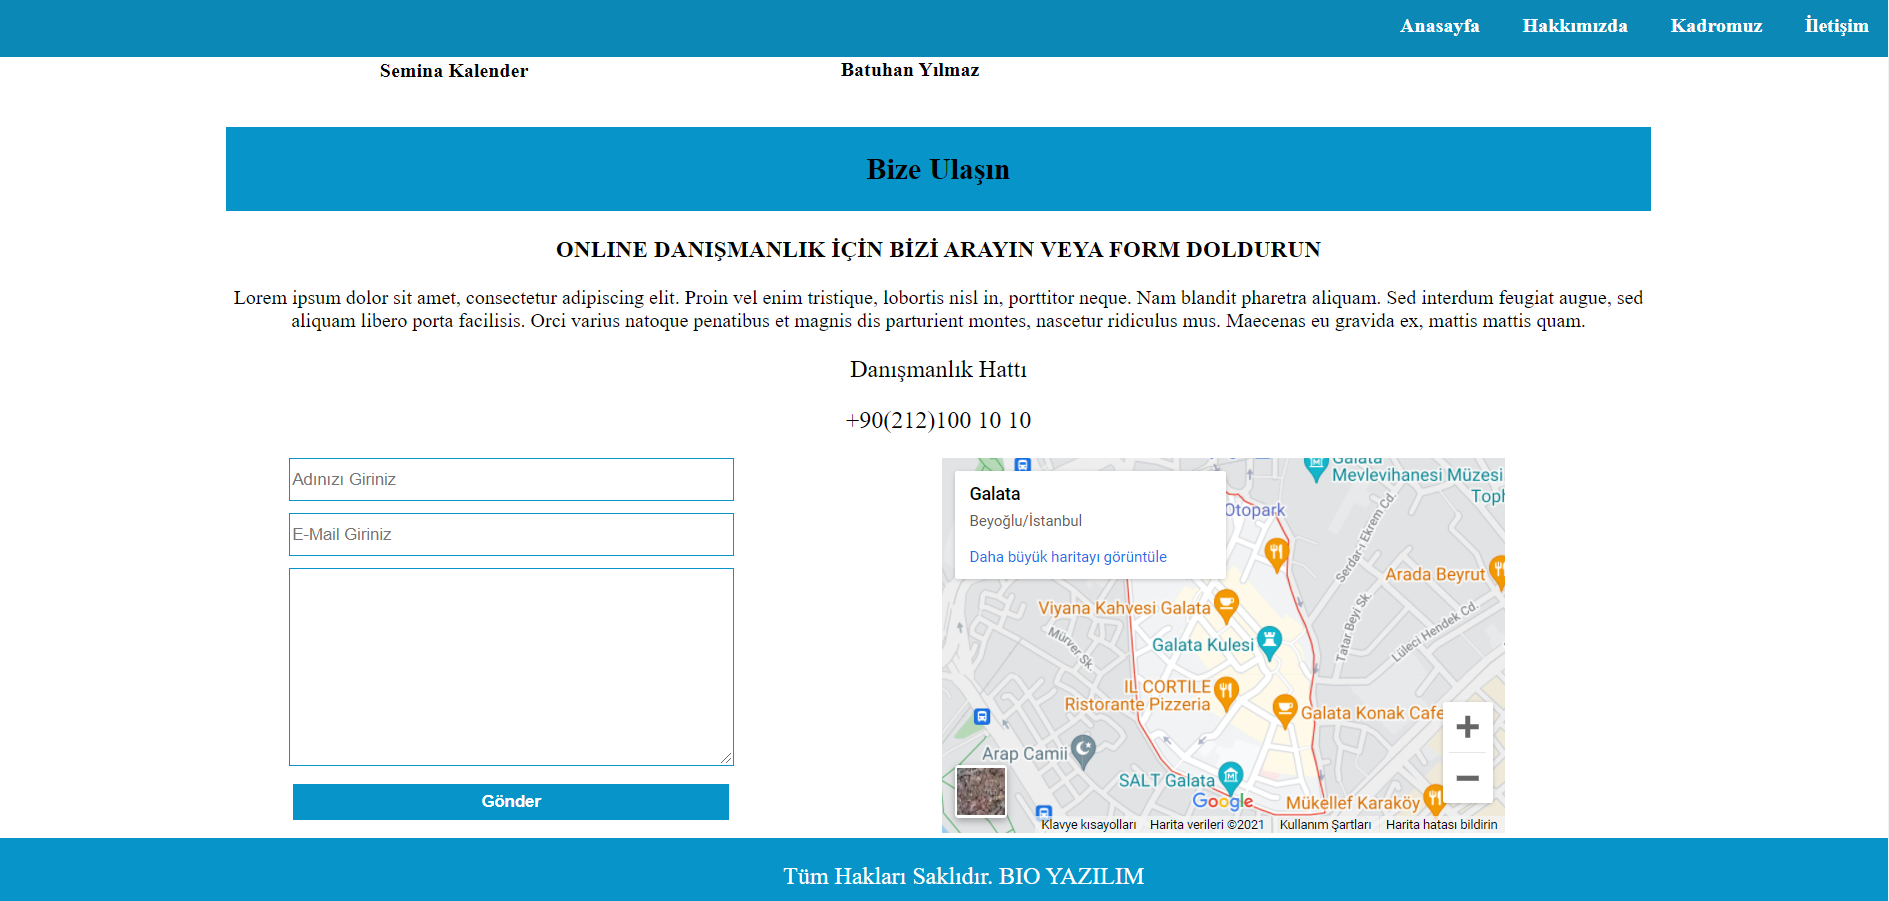 Anasayfa Hakkımızda Kadromuz İletişim
Semina Kalender Batuhan Yılmaz
Bize Ulaşın
ONLINE DANIŞMANLIK İÇİN BİZİ ARAYIN VEYA FORM DOLDURUN
Lorem ipsum dolor sit amet, consectetur adipiscing elit. Proin vel enim tristique, lobortis nisl in, porttitor neque. Nam blandit pharetra aliquam. Sed interdum feugiat augue, sed
aliquam libero porta facilisis. Orci varius natoque penatibus et magnis dis parturient montes, nascetur ridiculus mus. Maecenas eu gravida ex, mattis mattis quam.
Danışmanlık Hattı
+90(212)100 10 10
Adınızı Giriniz
E-Mail Giriniz
Gönder
Galata
Beyoğlu/İstanbul
Daha büyük haritayı görüntüle
Galata
Mevlevihanesi Müzesi
Toph
Otopark
Serdar-ı Ekrem Cd.
Arada Beyrut
Viyana Kahvesi Galata
Tatar Beyi Sk.
Lüleci Hendek Cd.
Mürver Sk.
Galata Kulesi
IL CORTILE
Ristorante Pizzeria
Galata Konak Cafe
Arap Camii
SALT Galata
Google
Mükellef Karaköy
Klavye kısayolları Harita verileri ©2021 Kullanım Şartları Harita hatası bildirin
Tüm Hakları Saklıdır. BIO YAZILIM